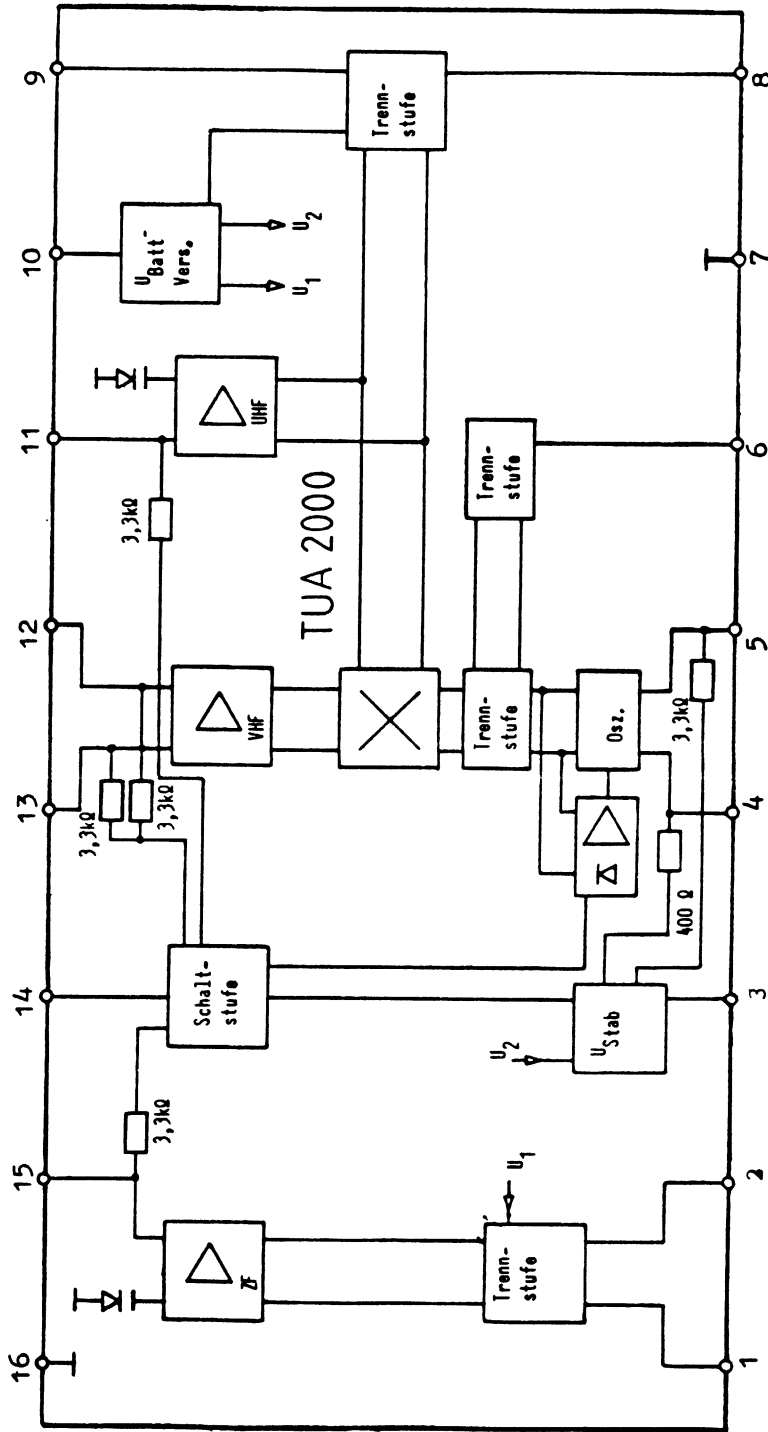 16
15
14
13
12
11
10
9
3,3kΩ
3,3kΩ
3,3kΩ
3,3kΩ
ZF
Schalt-
stufe
VHF
UHF
U_Batt-
Vers.
U_1
U_2
Trenn-
stufe
TUA 2000
Trenn-
stufe
U_1
U_2
U_Stab
400 Ω
Trenn-
stufe
Osz.
3,3kΩ
Trenn-
stufe
1
2
3
4
5
6
7
8